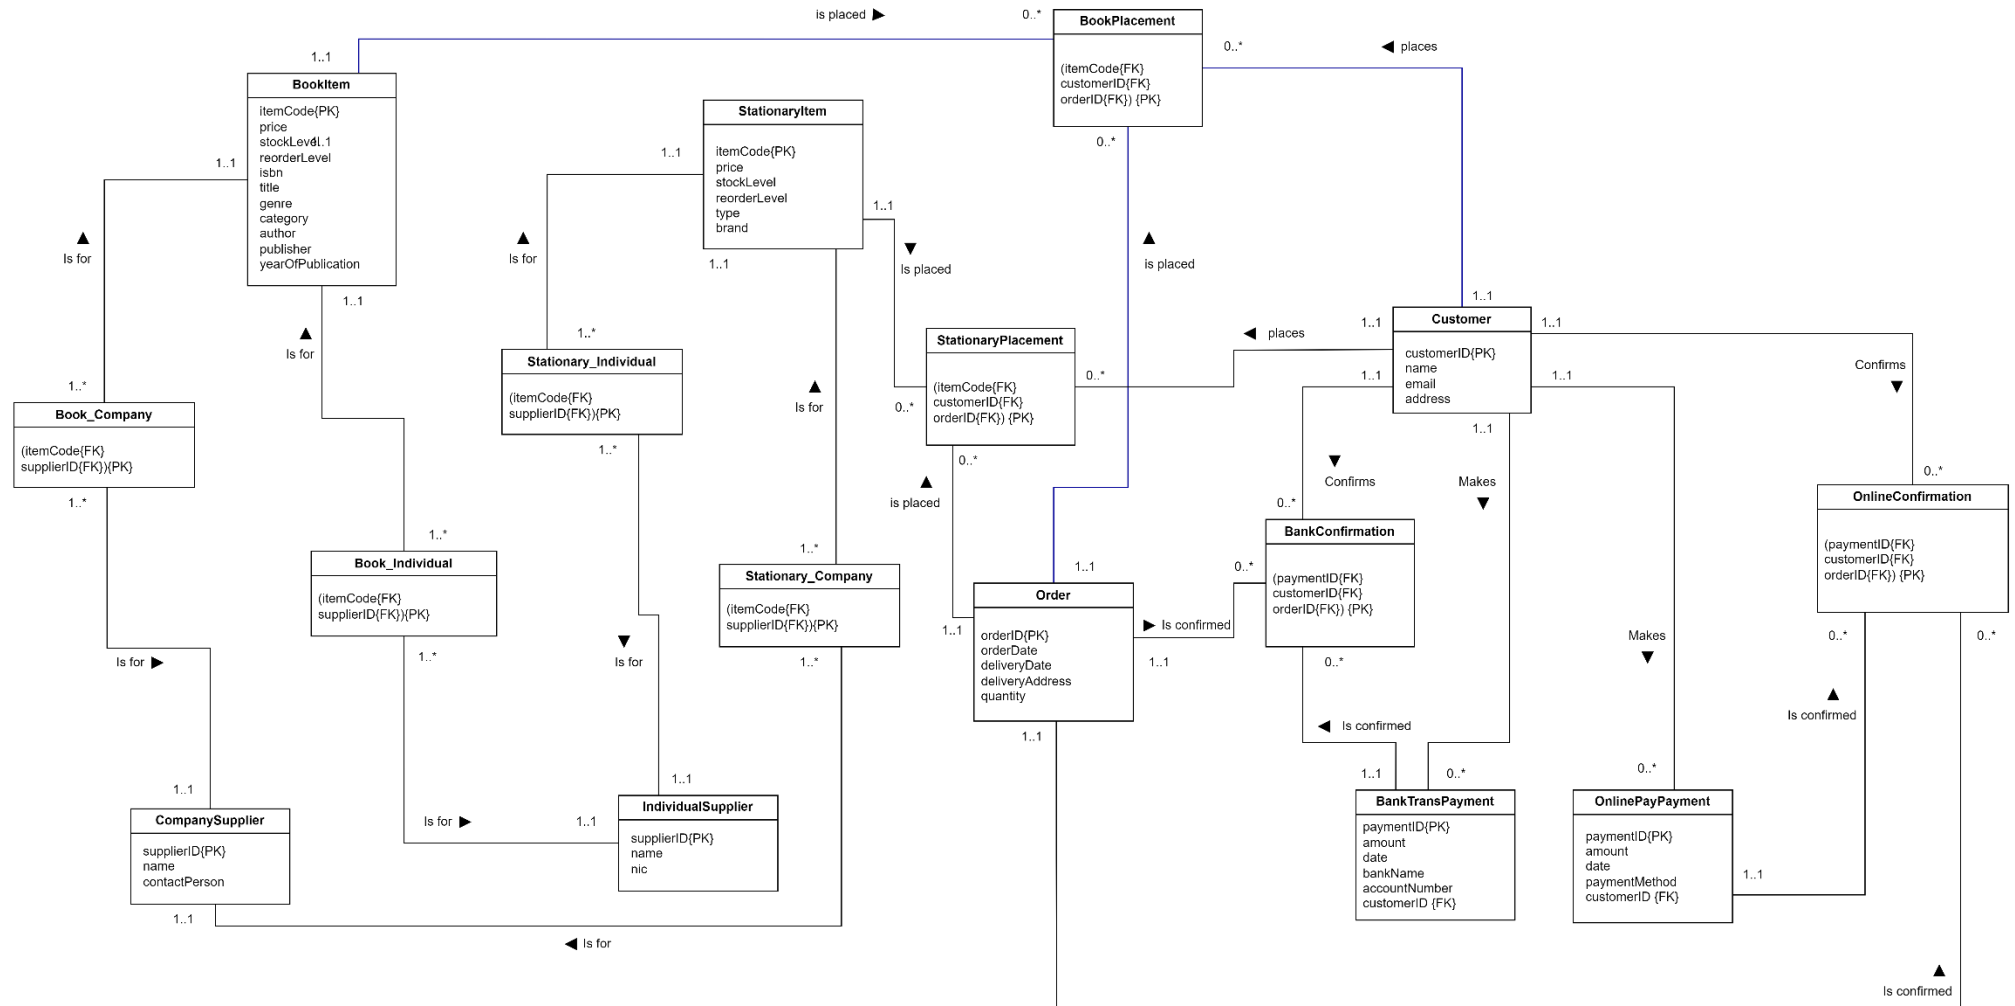 is placed ►
0..*
BookPlacement
(itemCode{FK}
customerID{FK}
orderID{FK}) {PK}
0..*
◄ places
1..1
BookItem
itemCode{PK}
price
stockLevel
1..1
reorderLevel
isbn
title
genre
category
author
publisher
yearOfPublication
1..1
1..1
StationaryItem
itemCode{PK}
price
stockLevel
reorderLevel
type
brand
1..1
1..1
1..1
0..*
▲
Is for
▲
Is for
▼
Is placed
▲
is placed
1..1
▲
Is for
1..*
Stationary_Individual
(itemCode{FK}
supplierID{FK}){PK}
1..*
StationaryPlacement
(itemCode{FK}
customerID{FK}
orderID{FK}) {PK}
0..*
0..*
0..*
◄ places
1..1
Customer
customerID{PK}
name
email
address
1..1
1..1
1..1
1..1
Confirms
▼
1..*
Book_Company
(itemCode{FK}
supplierID{FK}){PK}
1..*
▲
Is for
▲
is placed
▼
Confirms
Makes
▼
0..*
OnlineConfirmation
(paymentID{FK}
customerID{FK}
orderID{FK}) {PK}
0..*
0..*
0..*
BankConfirmation
(paymentID{FK}
customerID{FK}
orderID{FK}) {PK}
0..*
0..*
1..*
Book_Individual
(itemCode{FK}
supplierID{FK}){PK}
1..*
1..*
Stationary_Company
(itemCode{FK}
supplierID{FK}){PK}
1..*
1..1
Order
orderID{PK}
orderDate
deliveryDate
deliveryAddress
quantity
1..1
1..1
1..1
► Is confirmed
Is for ►
▼
Is for
Makes
▼
▲
Is confirmed
◄ Is confirmed
1..1
CompanySupplier
supplierID{PK}
name
contactPerson
1..1
Is for ►
1..1
1..1
IndividualSupplier
supplierID{PK}
name
nic
1..1
0..*
BankTransPayment
paymentID{PK}
amount
date
bankName
accountNumber
customerID {FK}
0..*
OnlinePayPayment
paymentID{PK}
amount
date
paymentMethod
customerID {FK}
1..1
◄ Is for
▲
Is confirmed